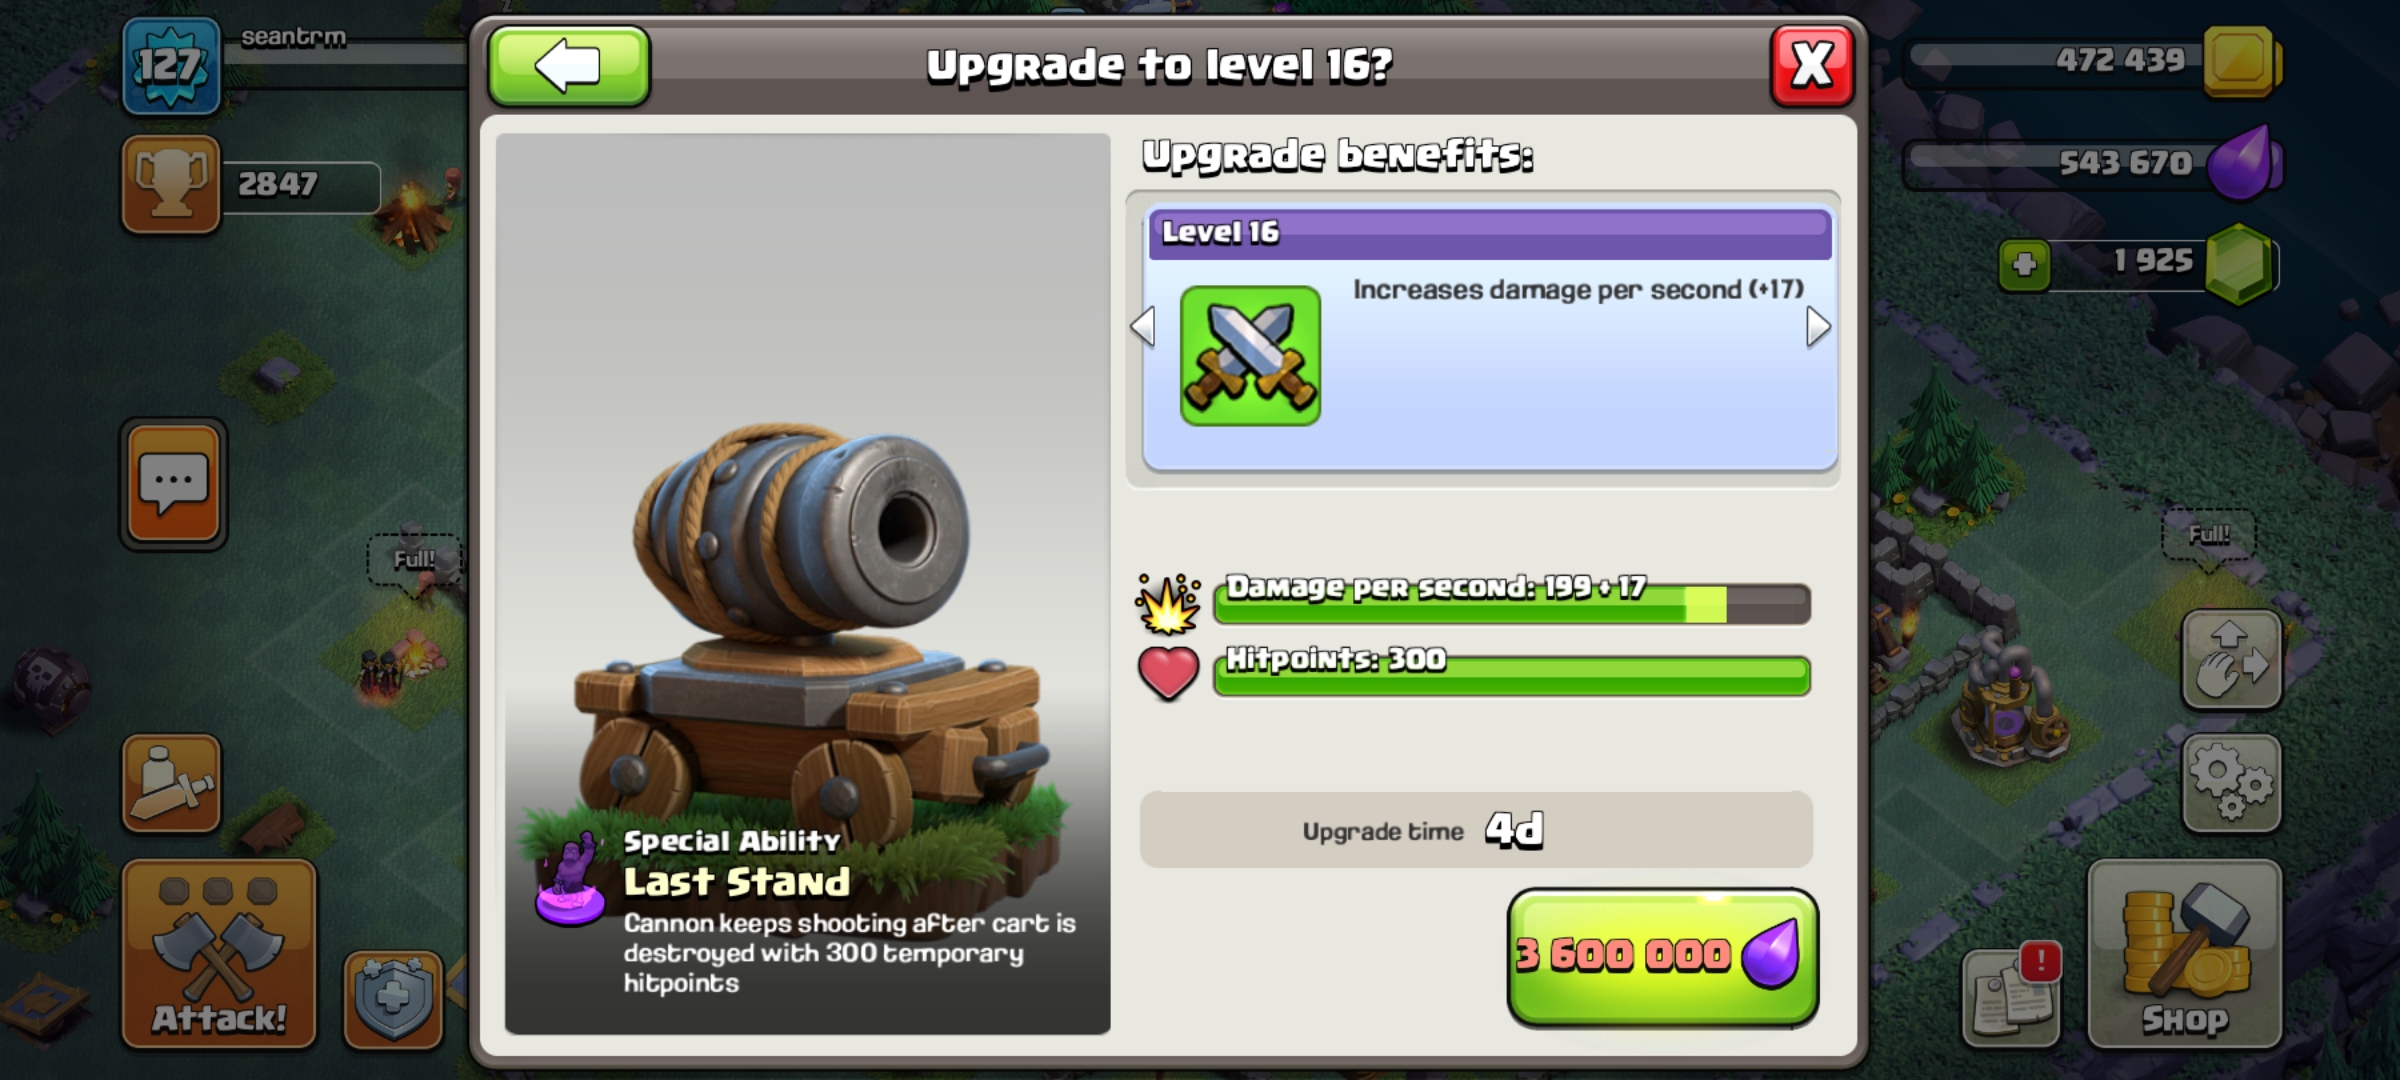 127
seantrm
2847
Full!
Attack!
Upgrade to level 16?
X
Special Ability
Last Stand
Cannon keeps shooting after cart is
destroyed with 300 temporary
hitpoints
Upgrade benefits:
Level 16
Increases damage per second (+17)
Damage per second: 199+17
Hitpoints: 300
Upgrade time 4d
3 600 000
472 439
543 670
1 925
Full!
!
Shop